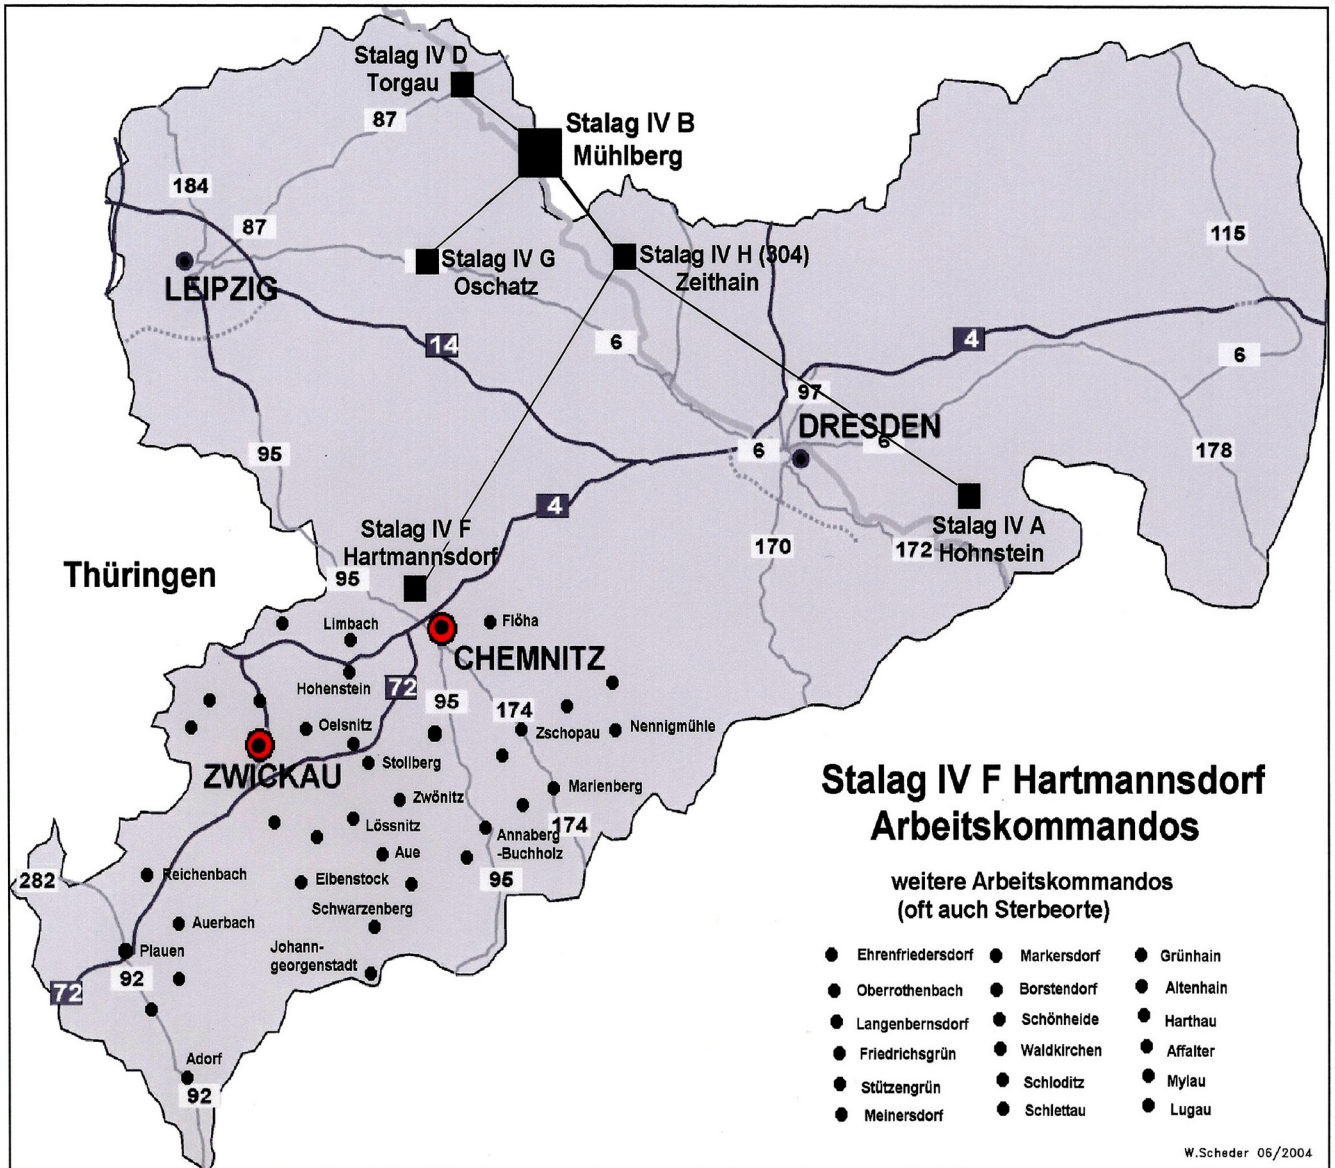 Stalag IV D
Torgau
87
Stalag IV B
Mühlberg
184
87
115
Stalag IV G
Oschatz
Stalag IV H (304)
Zeithain
LEIPZIG
14
6
4
6
97
DRESDEN
95
6
6
178
4
Stalag IV F
Hartmannsdorf
Stalag IV A
Hohnstein
170
172
Thüringen
95
Limbach
Flöha
CHEMNITZ
Hohenstein
72
95
174
Oelsnitz
Zschopau
Nennigmühle
ZWICKAU
Stollberg
Marienberg
Zwönitz
Lössnitz
174
Annaberg
-Buchholz
Aue
282
Reichenbach
Eibenstock
95
Schwarzenberg
Auerbach
Plauen
Johann-
georgenstadt
92
72
Adorf
92
Stalag IV F Hartmannsdorf
Arbeitskommandos
weitere Arbeitskommandos
(oft auch Sterbeorte)
Ehrenfriedersdorf Markersdorf Grünhain
Oberrothenbach Borstendorf Altenhain
Langenbernsdorf Schönheide Harthau
Friedrichsgrün Waldkirchen Affalter
Stützengrün Schloditz Mylau
Meinersdorf Schlettau Lugau
W.Scheder 06/2004